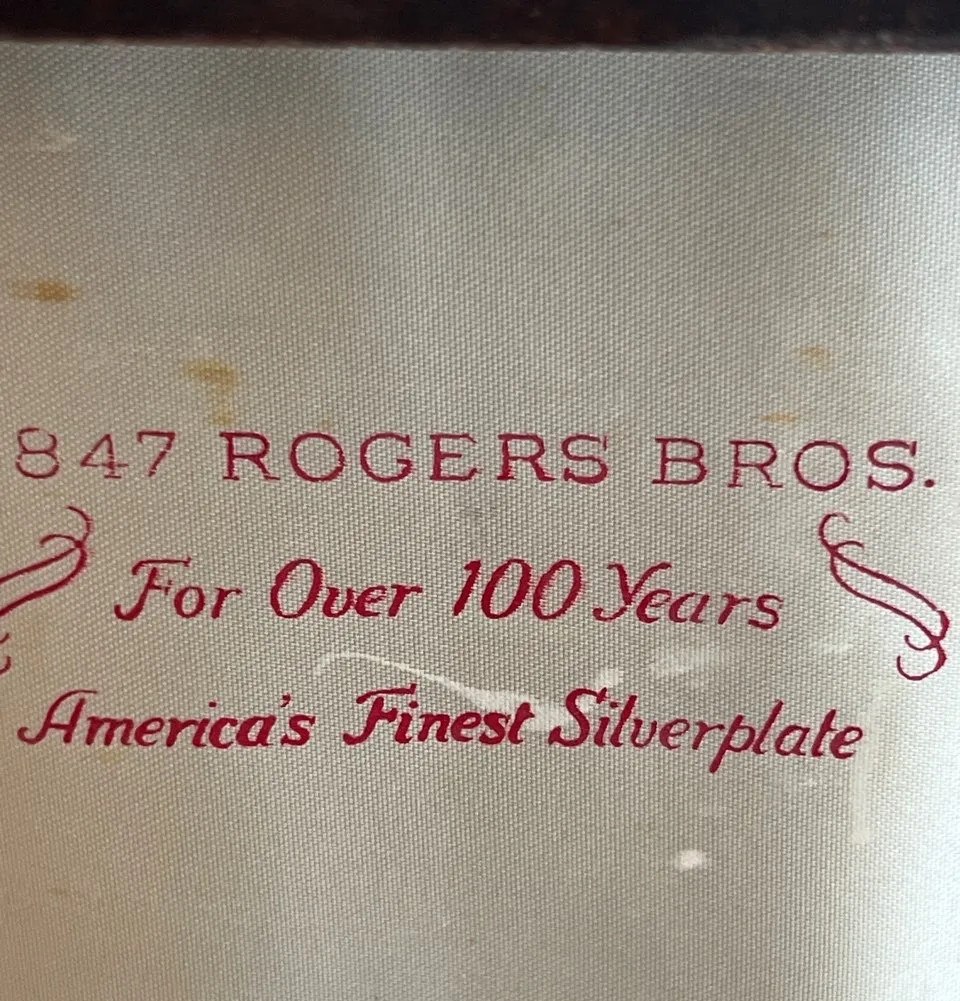 847 ROGERS BROS.
For Over 100 Years
America's Finest Silverplate